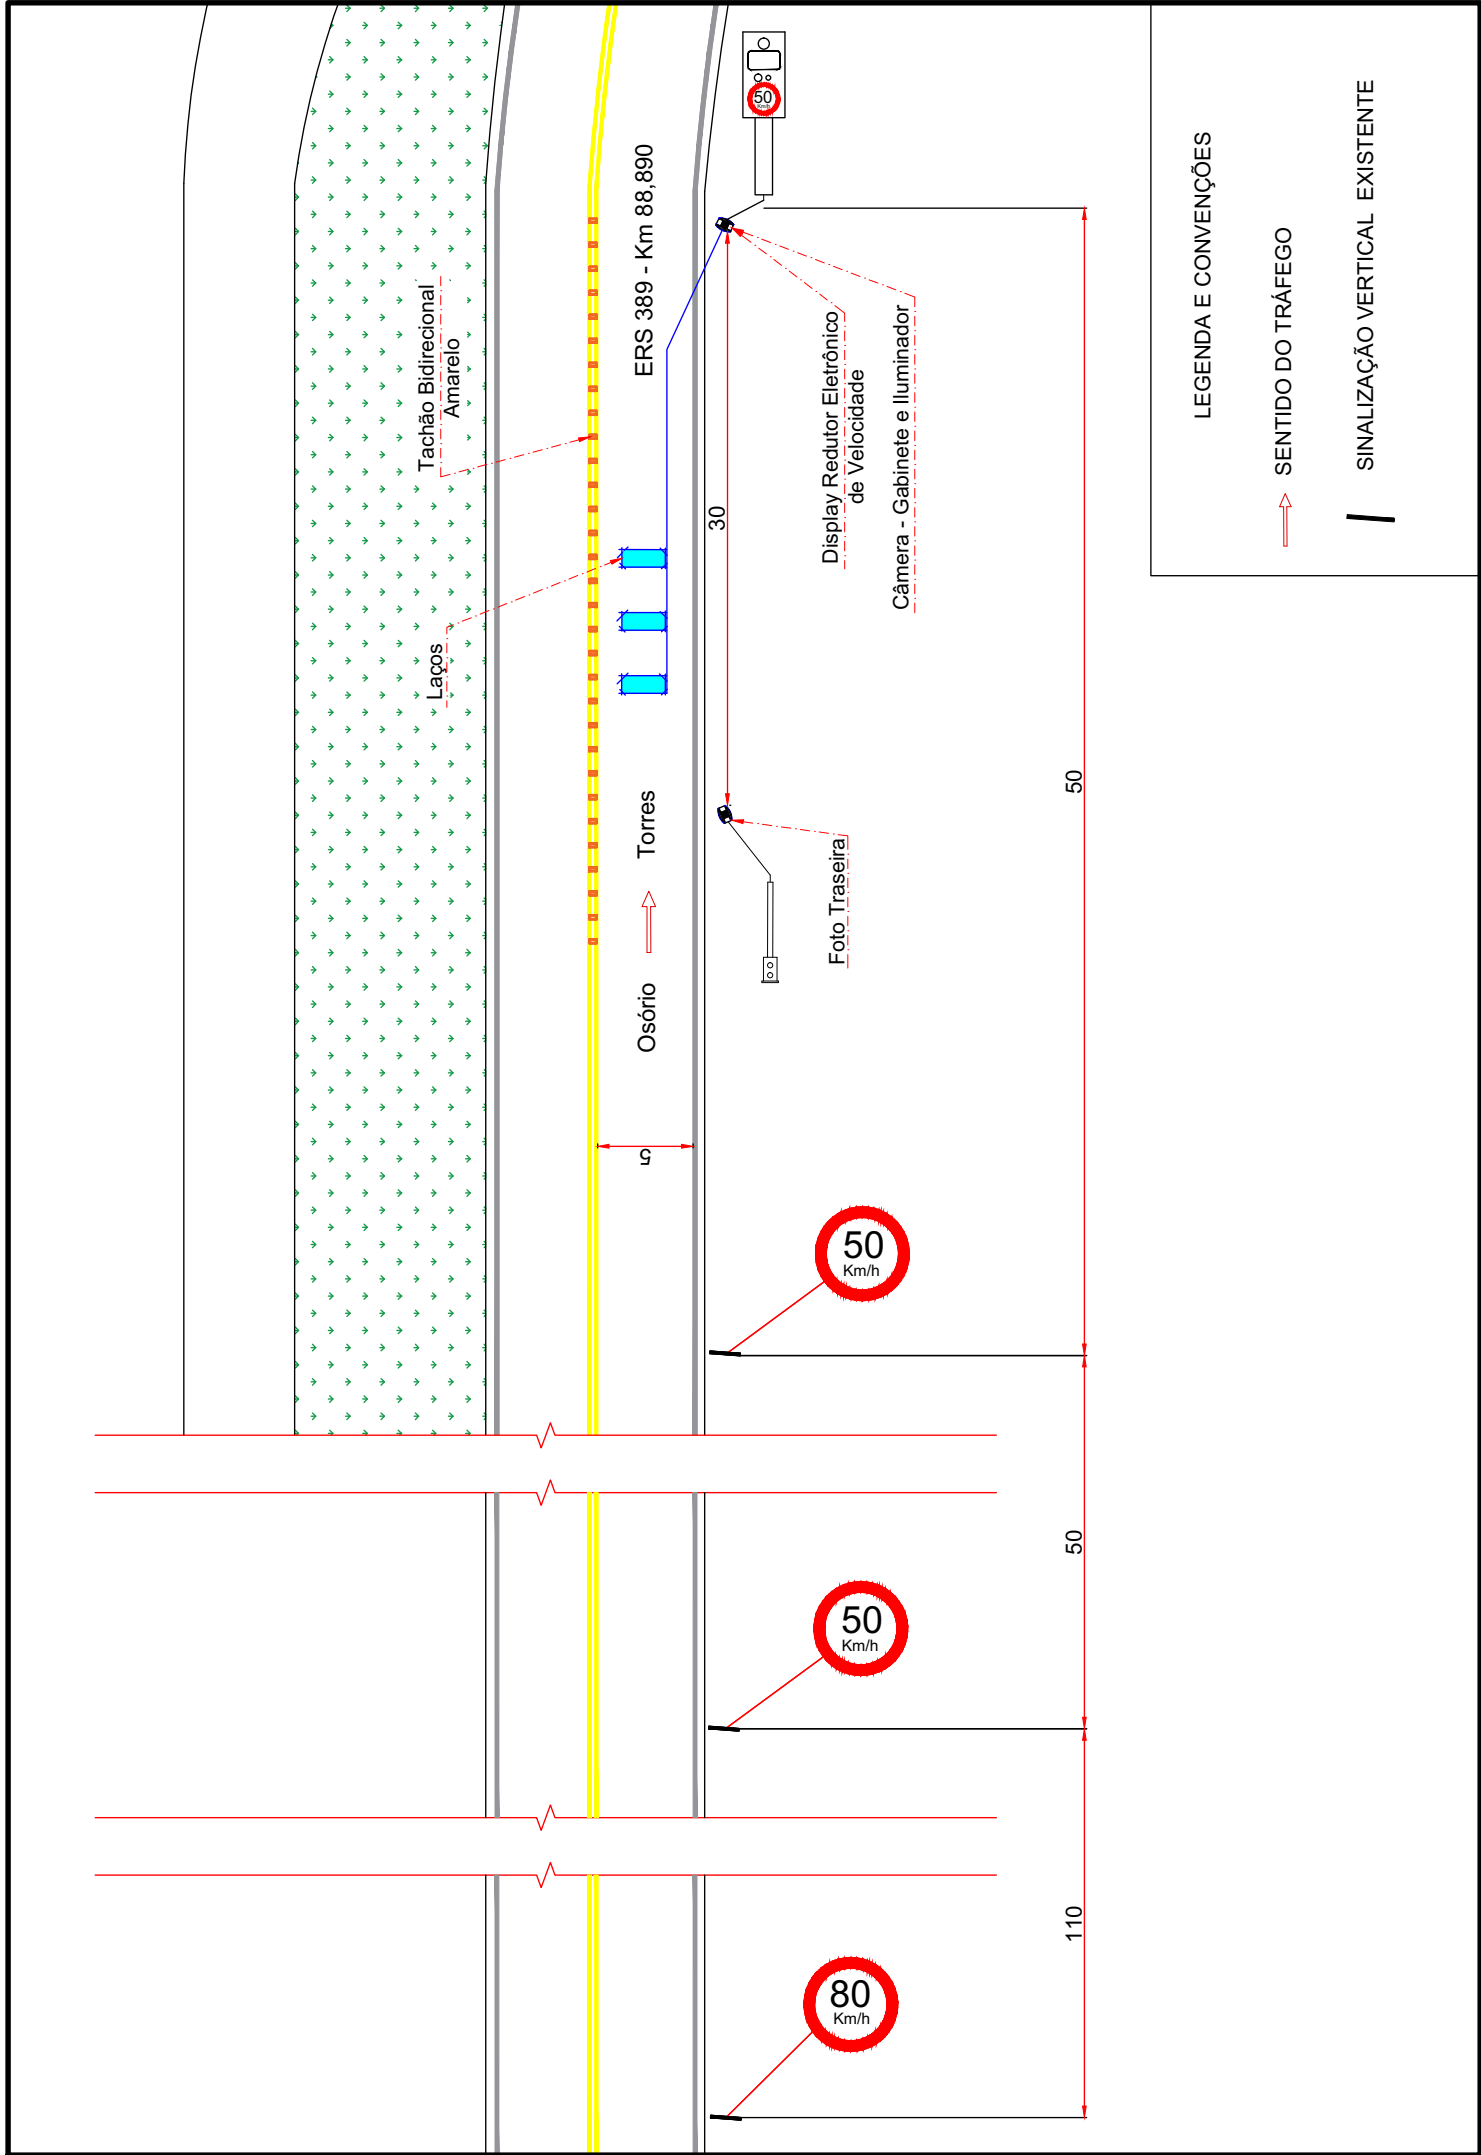 Tachão Bidirecional
Amarelo
Laços
ERS 389 - Km 88,890
Osório
Torres
5
30
50
Km/h
Display Redutor Eletrônico
de Velocidade
Câmera - Gabinete e Iluminador
Foto Traseira
50
Km/h
50
Km/h
80
Km/h
110
50
50
LEGENDA E CONVENÇÕES
SENTIDO DO TRÁFEGO
SINALIZAÇÃO VERTICAL EXISTENTE